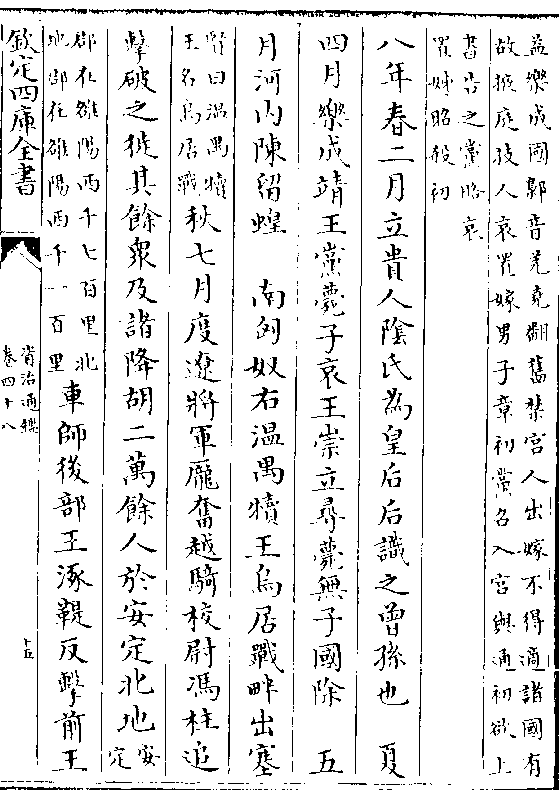 益樂成國郭音羌堯翻舊禁宮人出嫁不得適諸國有
故掖庭技人哀置嫁男子章初黨召入宮與通初欲上
書告之黨賂哀
置姊昭殺初
八年春二月立貴人陰氏為皇后后識之曾孫也　夏
四月樂成靖王黨薨子哀王崇立尋薨無子國除　五
月河內陳留蝗　南匈奴右溫禺犢王烏居戰畔出塞
賢曰溫禺犢
王名烏居戰
秋七月度遼將軍龐奮越騎校尉馮柱追
擊破之徙其餘衆及諸降胡二萬餘人於安定北地
安定
郡在雒陽西千七百里北
地郡在雒陽西千一百里
車師後部王涿鞮反擊前王
欽定四庫全書
資治通鑑
卷四十八
十五